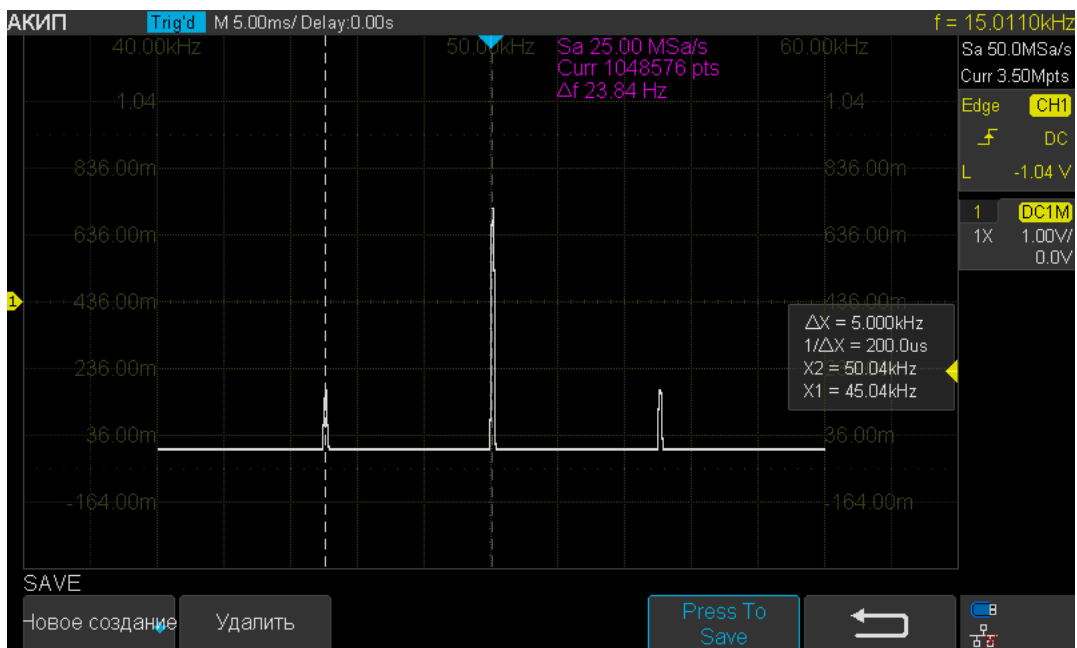 АКИП Trig'd M 5.00ms/ Delay:0.00s f = 15.0110kHz
40.00kHz 50.00kHz 60.00kHz
Sa 25.00 MSa/s
Curr 1048576 pts
Δf 23.84 Hz
Sa 50.0MSa/s
Curr 3.50Mpts
Edge CH1
DC
L -1.04 V
1 DC1M
1X 1.00V/
0.0V
1.04 1.04
836.00m 836.00m
636.00m 636.00m
1 436.00m 436.00m
236.00m
36.00m 36.00m
-164.00m -164.00m
ΔX = 5.000kHz
1/ΔX = 200.0us
X2 = 50.04kHz
X1 = 45.04kHz
SAVE
Новое создание
Удалить
Press To
Save